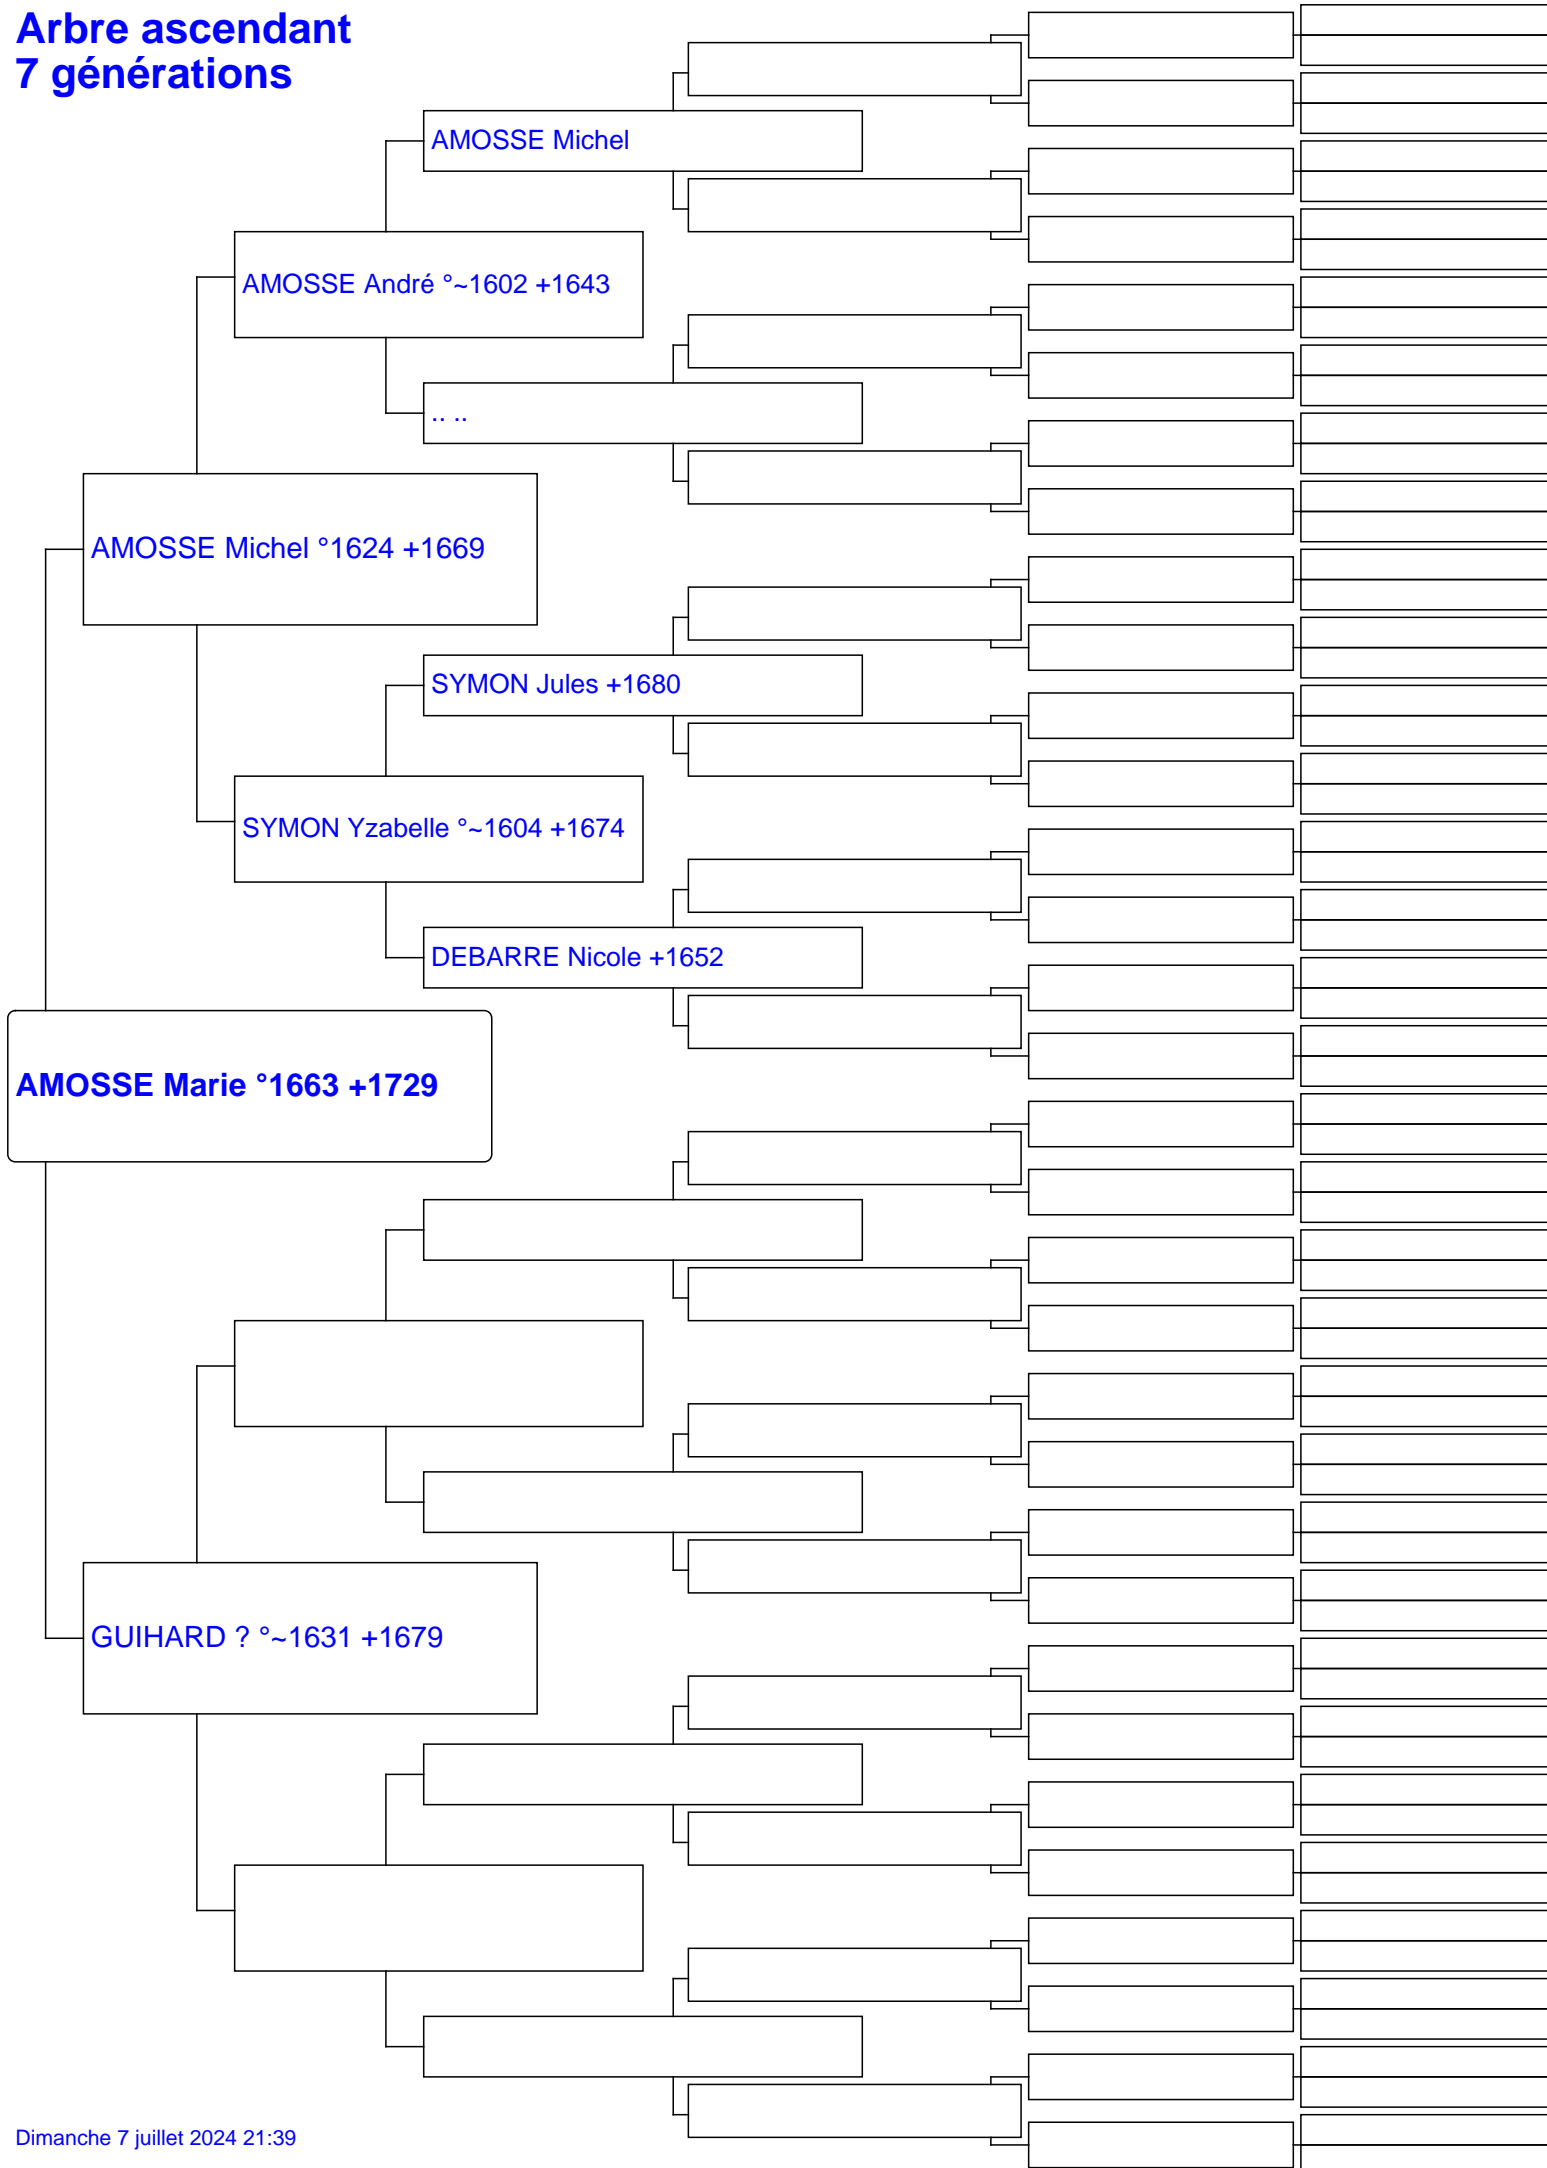 Arbre ascendant
7 générations
AMOSSE Michel
AMOSSE André °~1602 +1643
.. ..
AMOSSE Michel °1624 +1669
SYMON Jules +1680
SYMON Yzabelle °~1604 +1674
DEBARRE Nicole +1652
AMOSSE Marie °1663 +1729
GUIHARD ? °~1631 +1679
Dimanche 7 juillet 2024 21:39